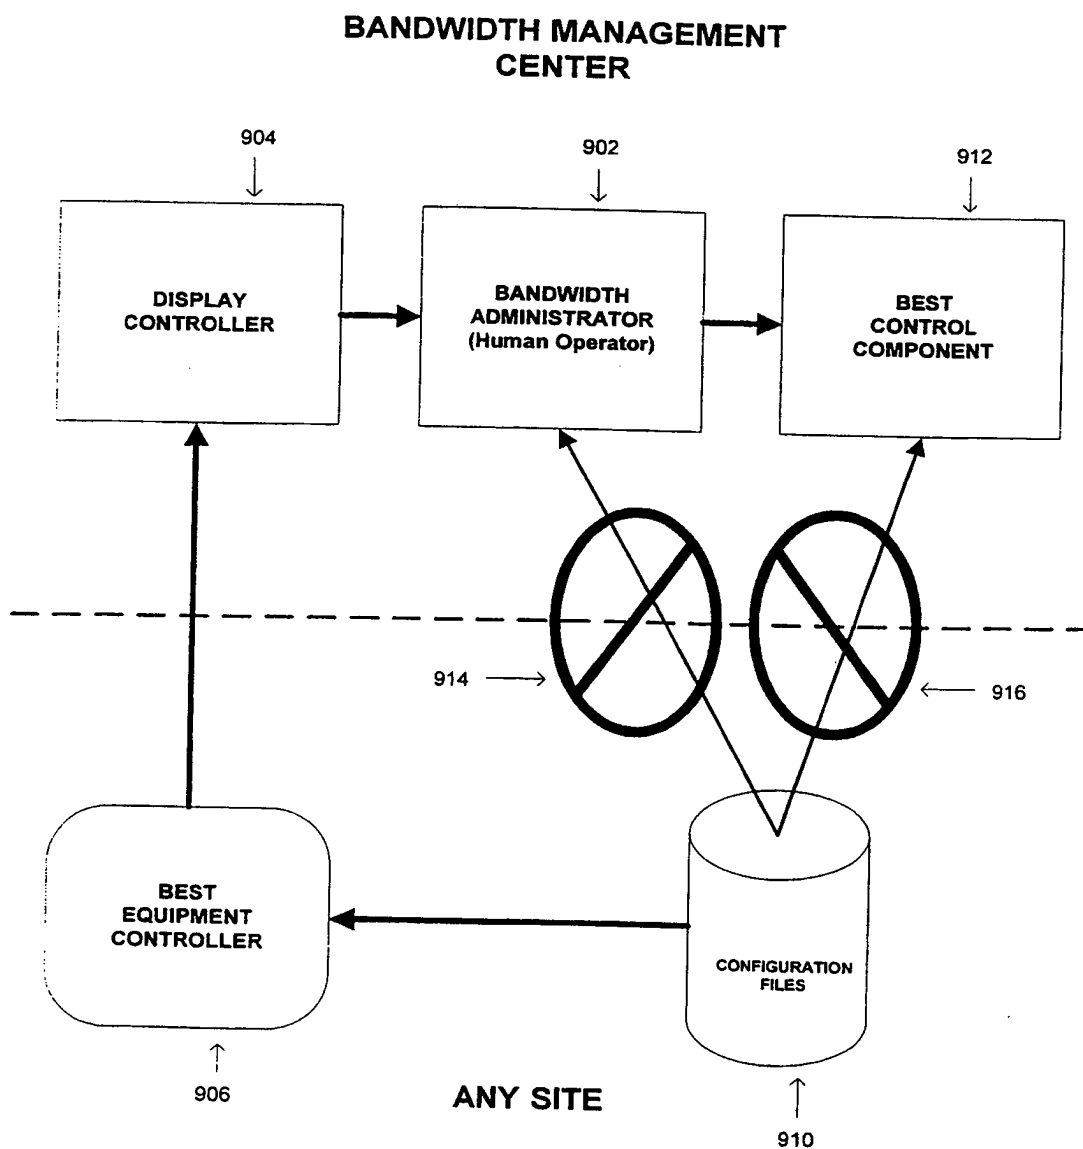 BANDWIDTH MANAGEMENT
CENTER
904
902
912
DISPLAY
CONTROLLER
BANDWIDTH
ADMINISTRATOR
(Human Operator)
BEST
CONTROL
COMPONENT
914
916
BEST
EQUIPMENT
CONTROLLER
CONFIGURATION
FILES
906
ANY SITE
910